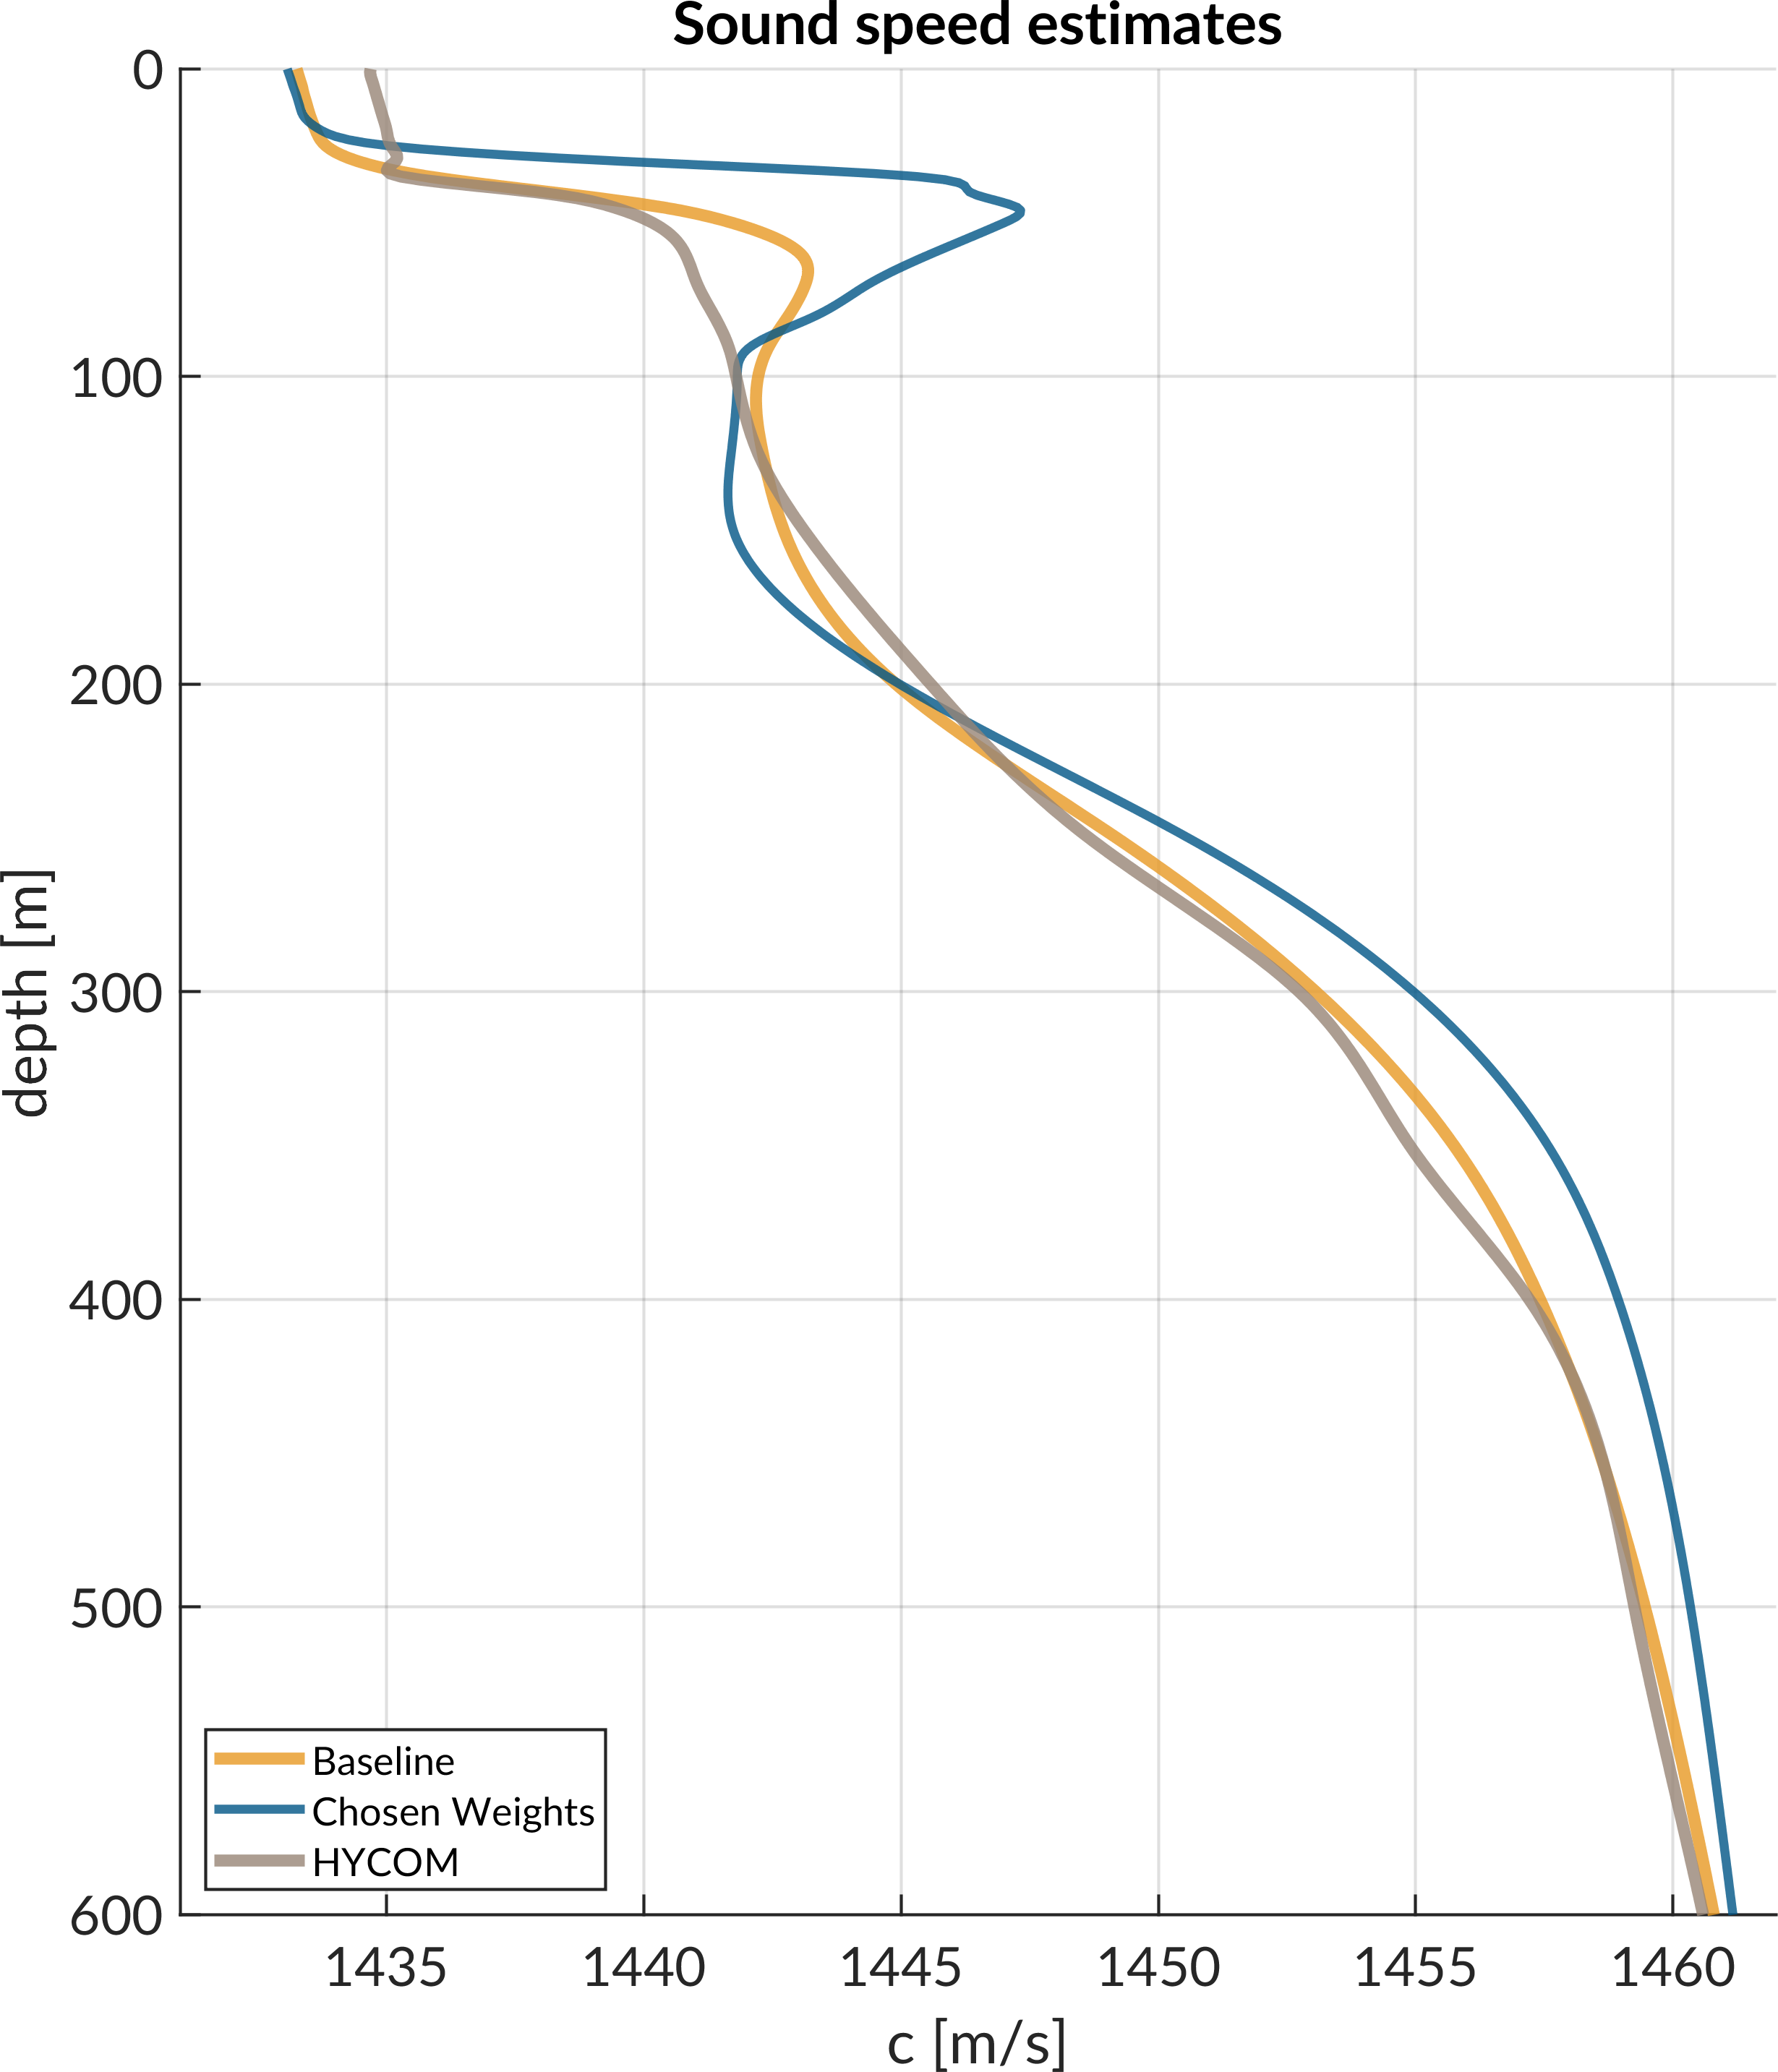 Sound speed estimates
0
100
200
300
400
500
600
depth [m]
Baseline
Chosen Weights
HYCOM
1435 1440 1445 1450 1455 1460
c [m/s]